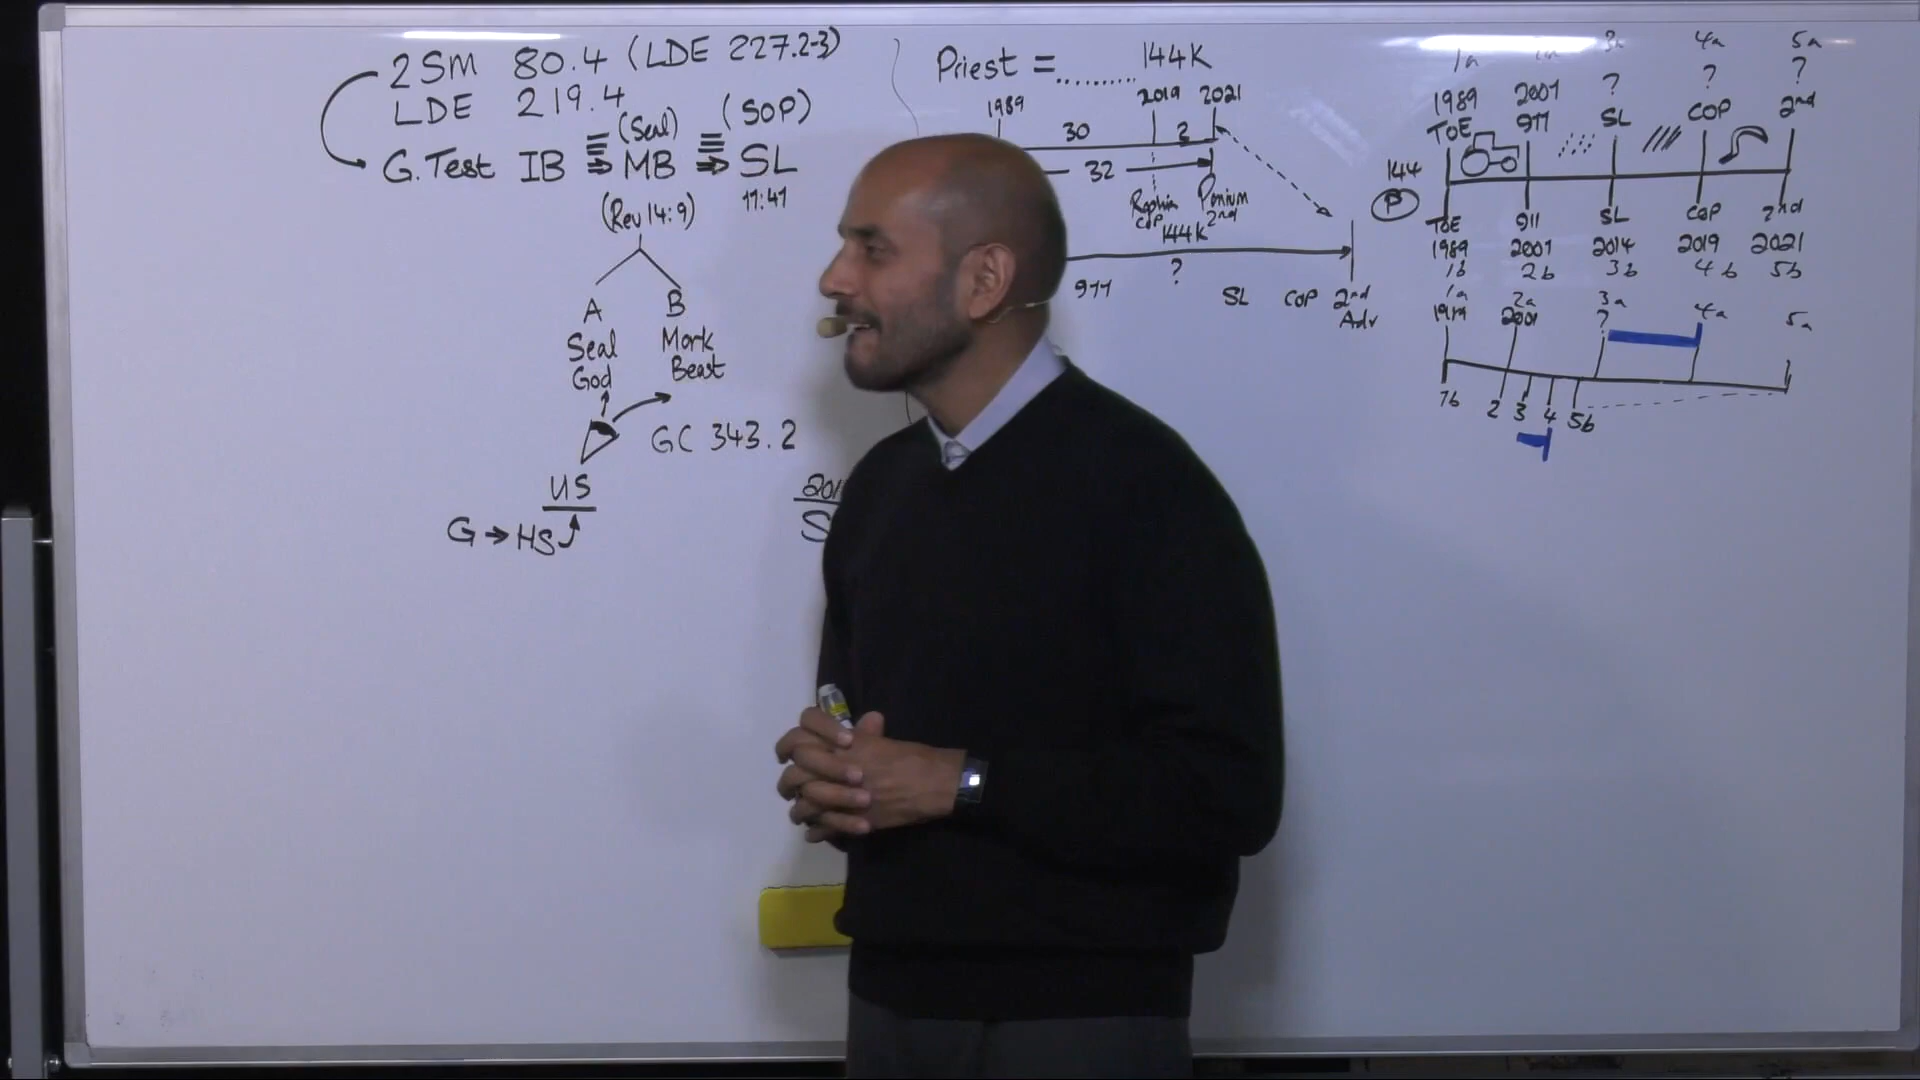 2SM 80.4 (LDE 227.2-3)
LDE 219.4
(Seal) (SOP)
G.Test IB MB SL
(Rev 14:9)
A B
Seal Mark
God Beast
GC 343.2
US
G → HS
Priest = .......... 144K
1989 2019 2021
30 2
32
Raphia Panium
COP 2nd
144K
?
911 SL COP 2nd
Adv
1a 3a 4a 5a
1989 2001 ? ? ?
TOE 911 SL COP 2nd
144
P
TOE 911 SL COP 2nd
1989 2001 2014 2019 2021
1b 2b 3b 4b 5b
1a 2a 3a 4a 5a
1989 2001 ?
1b 2 3 4 5b